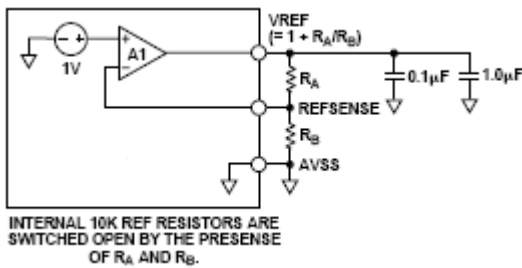 VREF
(= 1 + RA/RB)
A1
1V
RA
0.1µF
1.0µF
REFSENSE
RB
AVSS
INTERNAL 10K REF RESISTORS ARE
SWITCHED OPEN BY THE PRESENSE
OF RA AND RB.